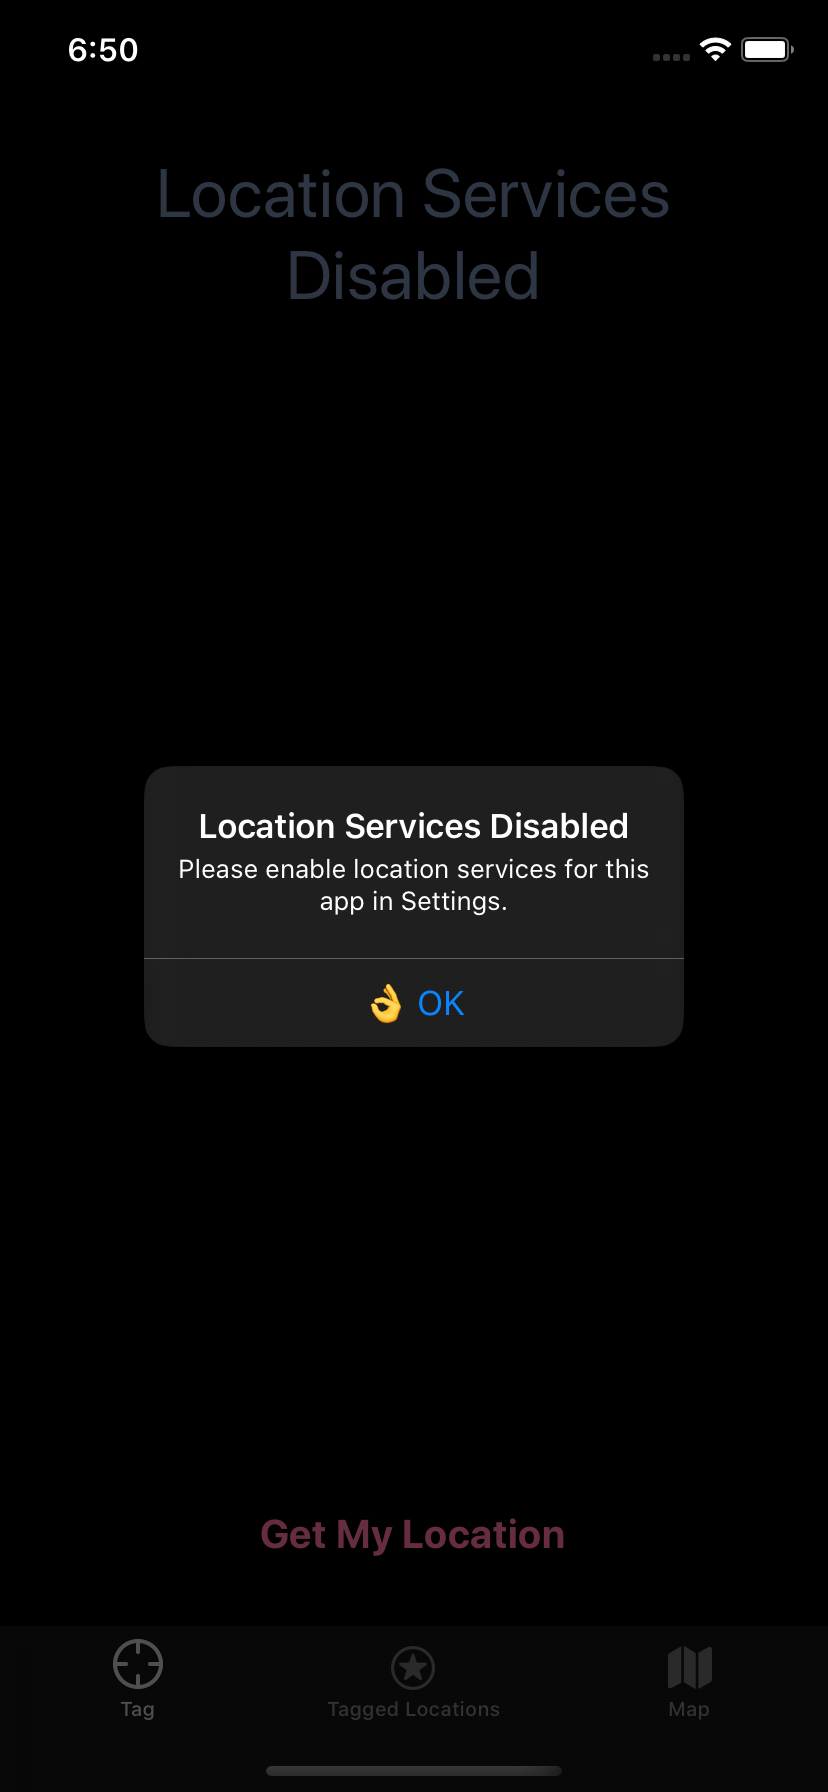 6:50
Location Services
Disabled
Location Services Disabled
Please enable location services for this
app in Settings.
👌 OK
Get My Location
Tag
Tagged Locations
Map